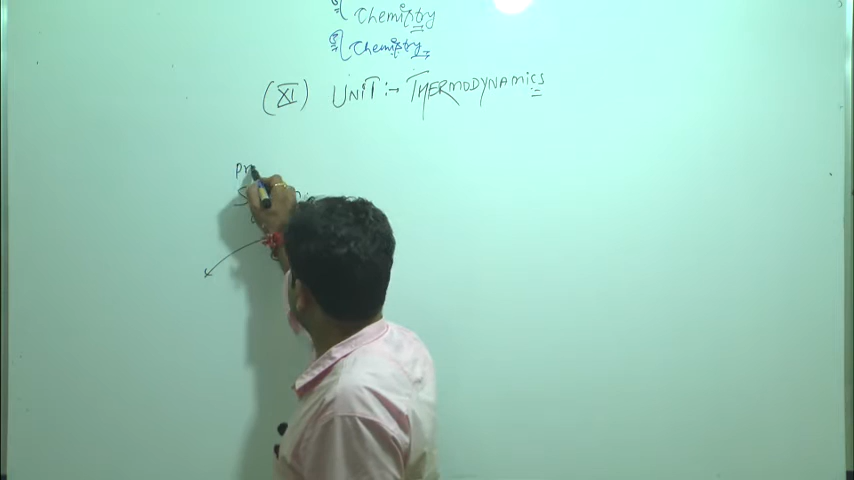 Chemistry
Chemistry
(XI) UNIT :→ THERMODYNAMICS
pr